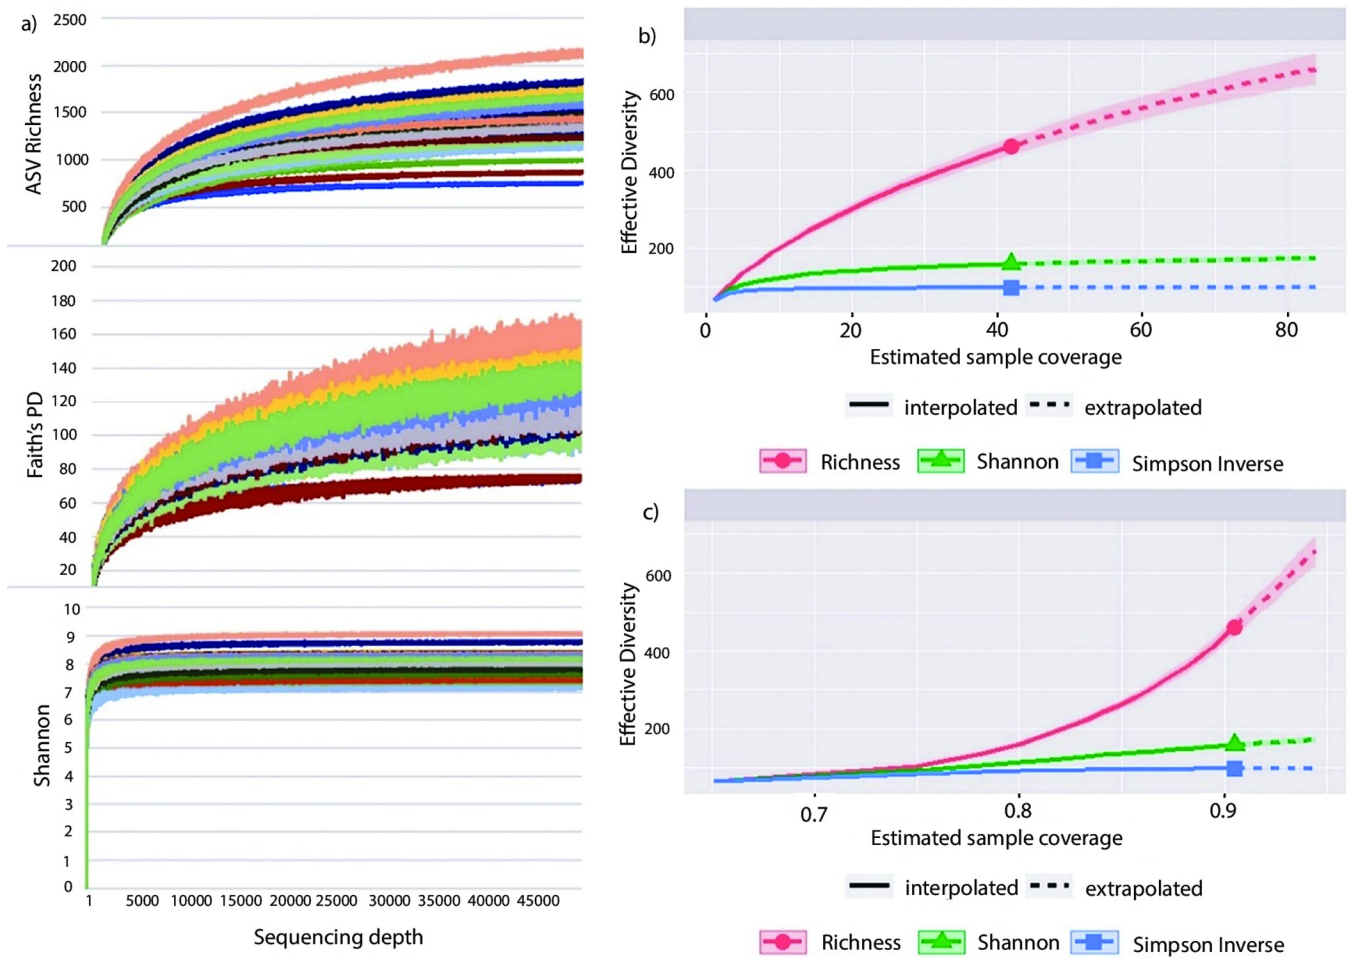 a)
ASV Richness
2500
2000
1500
1000
500
Faith's PD
200
180
160
140
120
100
80
60
40
20
Shannon
10
9
8
7
6
5
4
3
2
1
0
1 5000 10000 15000 20000 25000 30000 35000 40000 45000
Sequencing depth
b)
Effective Diversity
600
400
200
0 20 40 60 80
Estimated sample coverage
interpolated extrapolated
Richness Shannon Simpson Inverse
c)
Effective Diversity
600
400
200
0.7 0.8 0.9
Estimated sample coverage
interpolated extrapolated
Richness Shannon Simpson Inverse